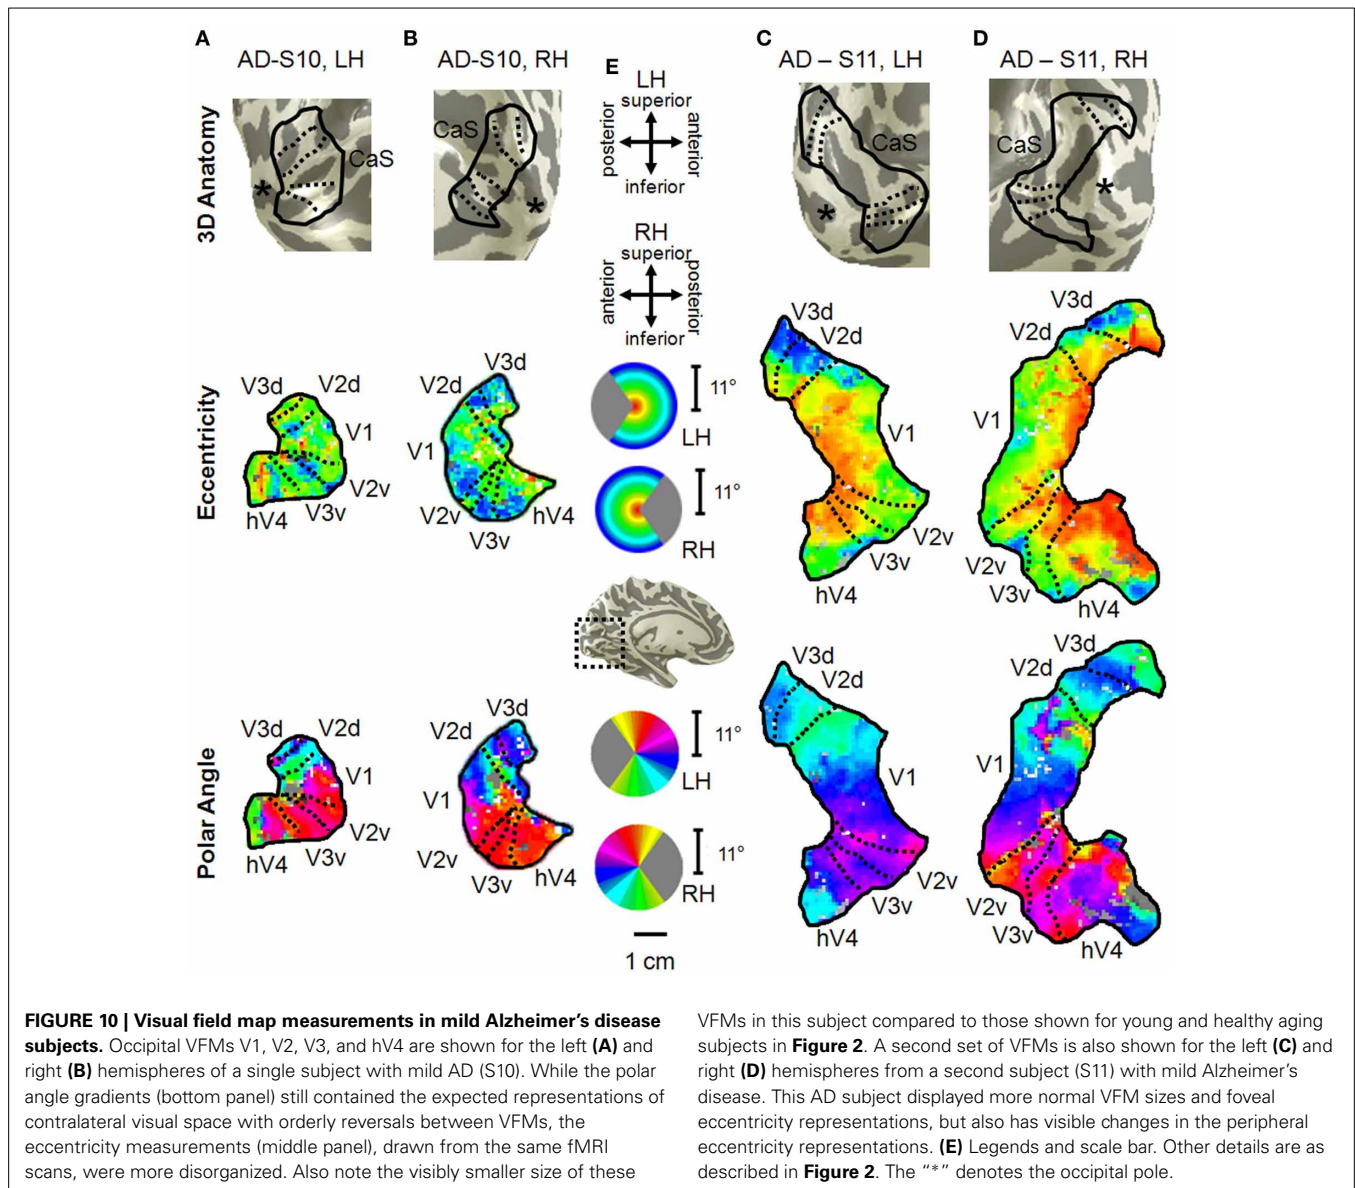 A
AD-S10, LH
B
AD-S10, RH
E
C
AD – S11, LH
D
AD – S11, RH
3D Anatomy
CaS
*
CaS
*
LH
superior
posterior
anterior
inferior
RH
superior
anterior
posterior
inferior
CaS
*
CaS
*
Eccentricity
V3d
V2d
V1
V2v
V3v
hV4
V3d
V2d
V1
V2v
V3v
hV4
11°
LH
11°
RH
V3d
V2d
V1
V2v
V3v
hV4
V3d
V2d
V1
V2v
V3v
hV4
Polar Angle
V3d
V2d
V1
V2v
V3v
hV4
V3d
V2d
V1
V2v
V3v
hV4
11°
LH
11°
RH
1 cm
V3d
V2d
V1
V2v
V3v
hV4
V3d
V2d
V1
V2v
V3v
hV4
FIGURE 10 | Visual field map measurements in mild Alzheimer’s disease
subjects. Occipital VFMs V1, V2, V3, and hV4 are shown for the left (A) and
right (B) hemispheres of a single subject with mild AD (S10). While the polar
angle gradients (bottom panel) still contained the expected representations of
contralateral visual space with orderly reversals between VFMs, the
eccentricity measurements (middle panel), drawn from the same fMRI
scans, were more disorganized. Also note the visibly smaller size of these
VFMs in this subject compared to those shown for young and healthy aging
subjects in Figure 2. A second set of VFMs is also shown for the left (C) and
right (D) hemispheres from a second subject (S11) with mild Alzheimer’s
disease. This AD subject displayed more normal VFM sizes and foveal
eccentricity representations, but also has visible changes in the peripheral
eccentricity representations. (E) Legends and scale bar. Other details are as
described in Figure 2. The “*” denotes the occipital pole.